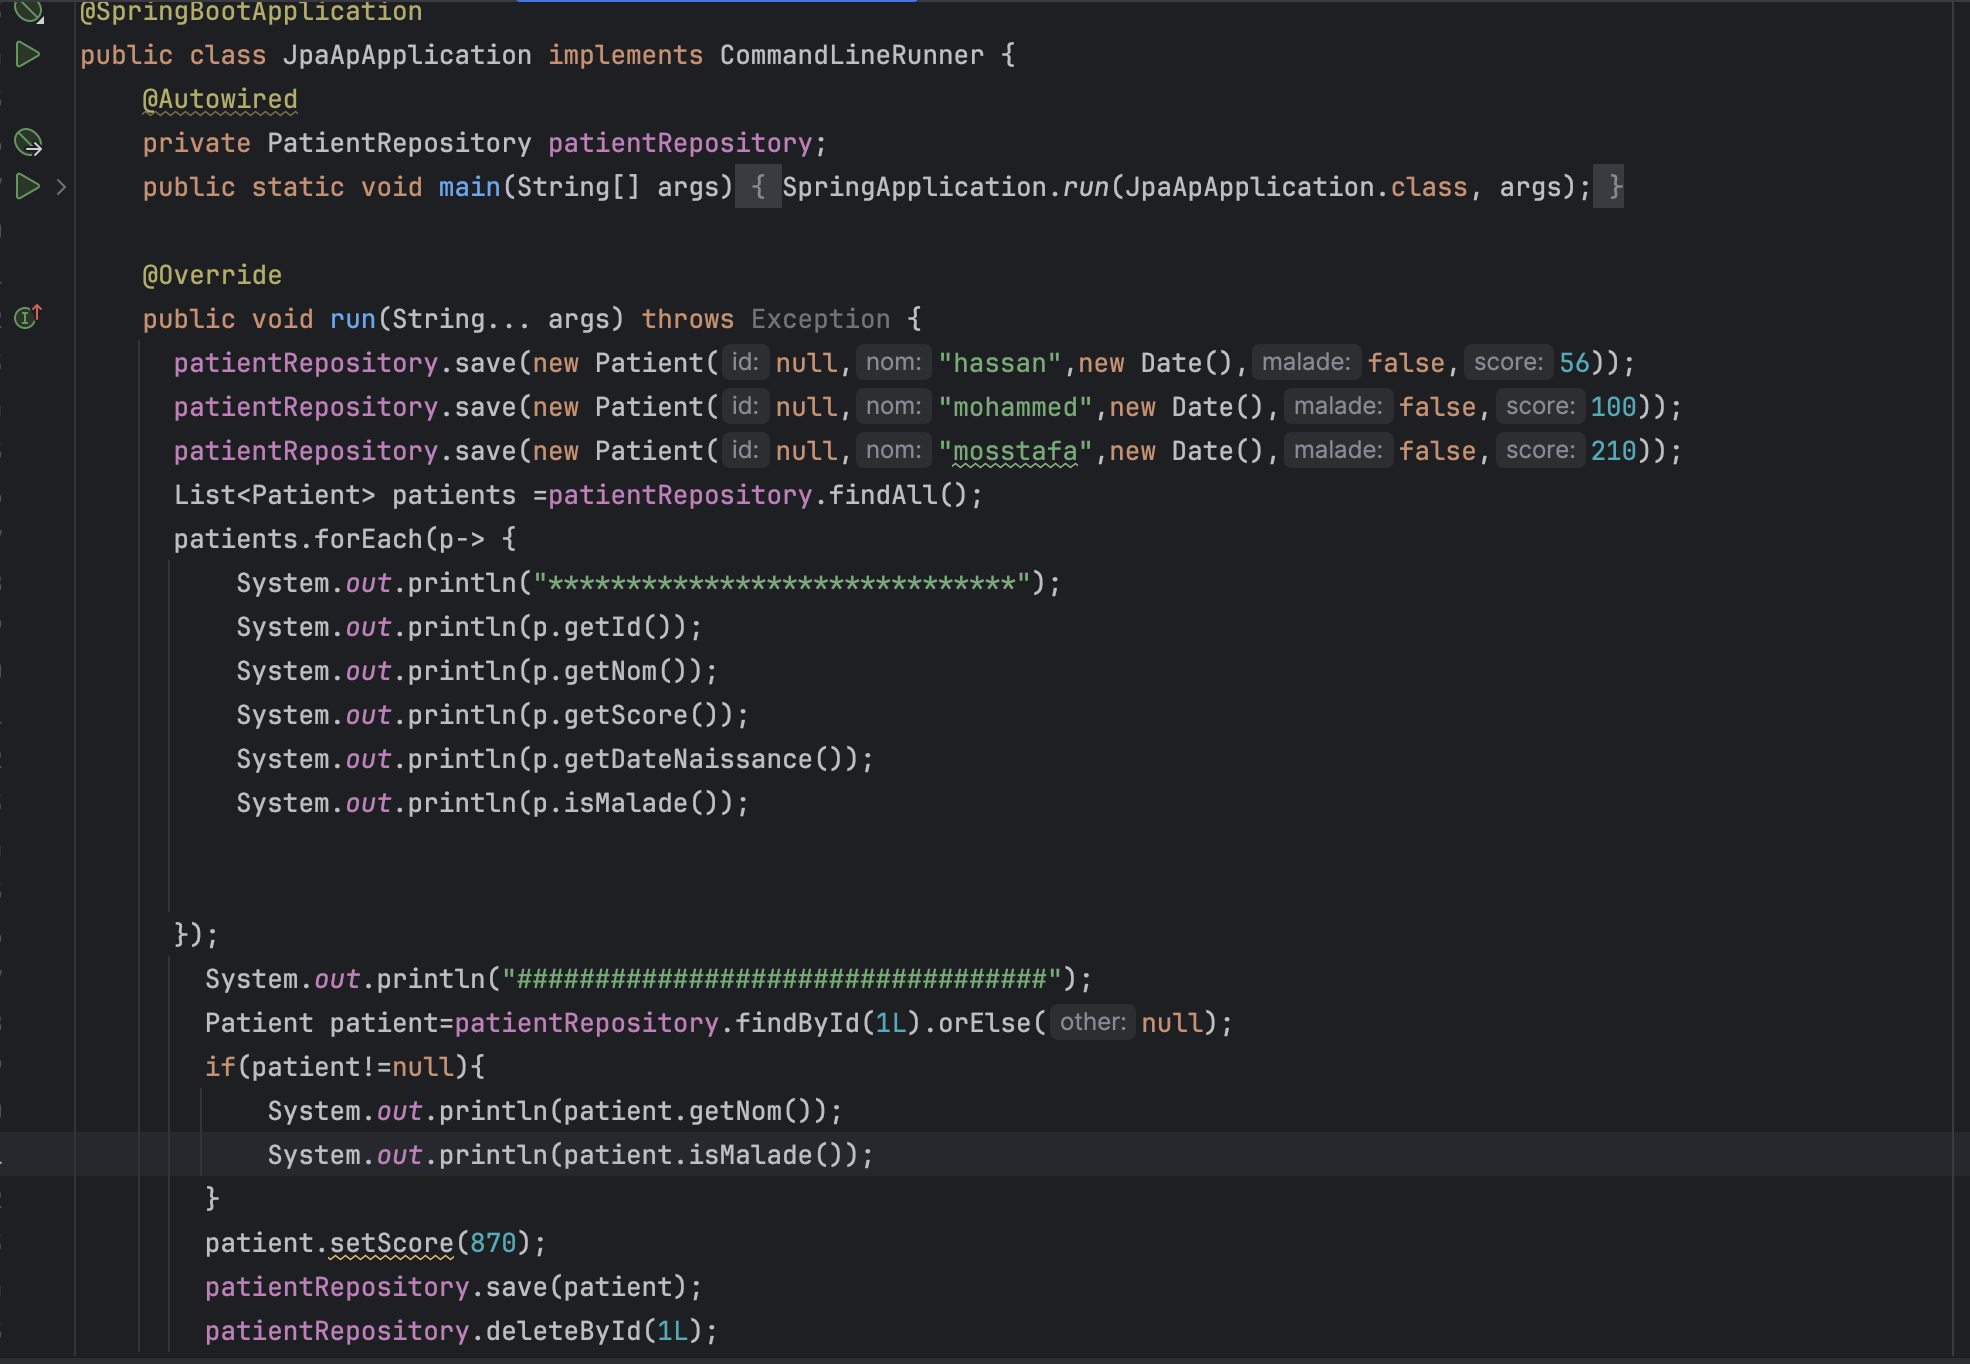 @SpringBootApplication
public class JpaApApplication implements CommandLineRunner {
@Autowired
private PatientRepository patientRepository;
public static void main(String[] args) { SpringApplication.run(JpaApApplication.class, args); }
@Override
public void run(String... args) throws Exception {
patientRepository.save(new Patient( id: null, nom: "hassan",new Date(), malade: false, score: 56));
patientRepository.save(new Patient( id: null, nom: "mohammed",new Date(), malade: false, score: 100));
patientRepository.save(new Patient( id: null, nom: "mosstafa",new Date(), malade: false, score: 210));
List<Patient> patients =patientRepository.findAll();
patients.forEach(p-> {
System.out.println("******************************");
System.out.println(p.getId());
System.out.println(p.getNom());
System.out.println(p.getScore());
System.out.println(p.getDateNaissance());
System.out.println(p.isMalade());
});
System.out.println("##################################");
Patient patient=patientRepository.findById(1L).orElse( other: null);
if(patient!=null){
System.out.println(patient.getNom());
System.out.println(patient.isMalade());
}
patient.setScore(870);
patientRepository.save(patient);
patientRepository.deleteById(1L);